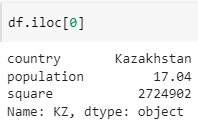 df.iloc[0]
country Kazakhstan
population 17.04
square 2724902
Name: KZ, dtype: object